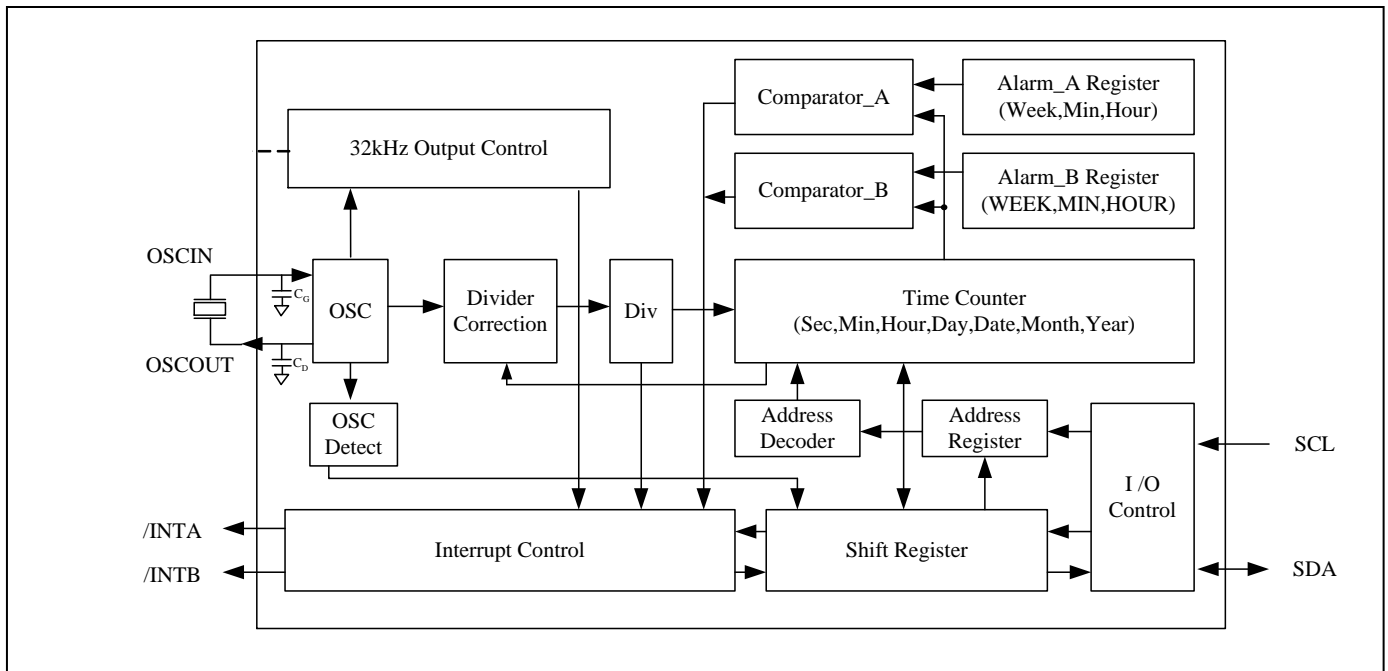 Comparator_A
Alarm_A Register
(Week,Min,Hour)
32kHz Output Control
Comparator_B
Alarm_B Register
(WEEK,MIN,HOUR)
OSCIN
CG
OSC
Divider
Correction
Div
Time Counter
(Sec,Min,Hour,Day,Date,Month,Year)
OSCOUT
CD
OSC
Detect
Address
Decoder
Address
Register
I /O
Control
SCL
/INTA
/INTB
Interrupt Control
Shift Register
SDA